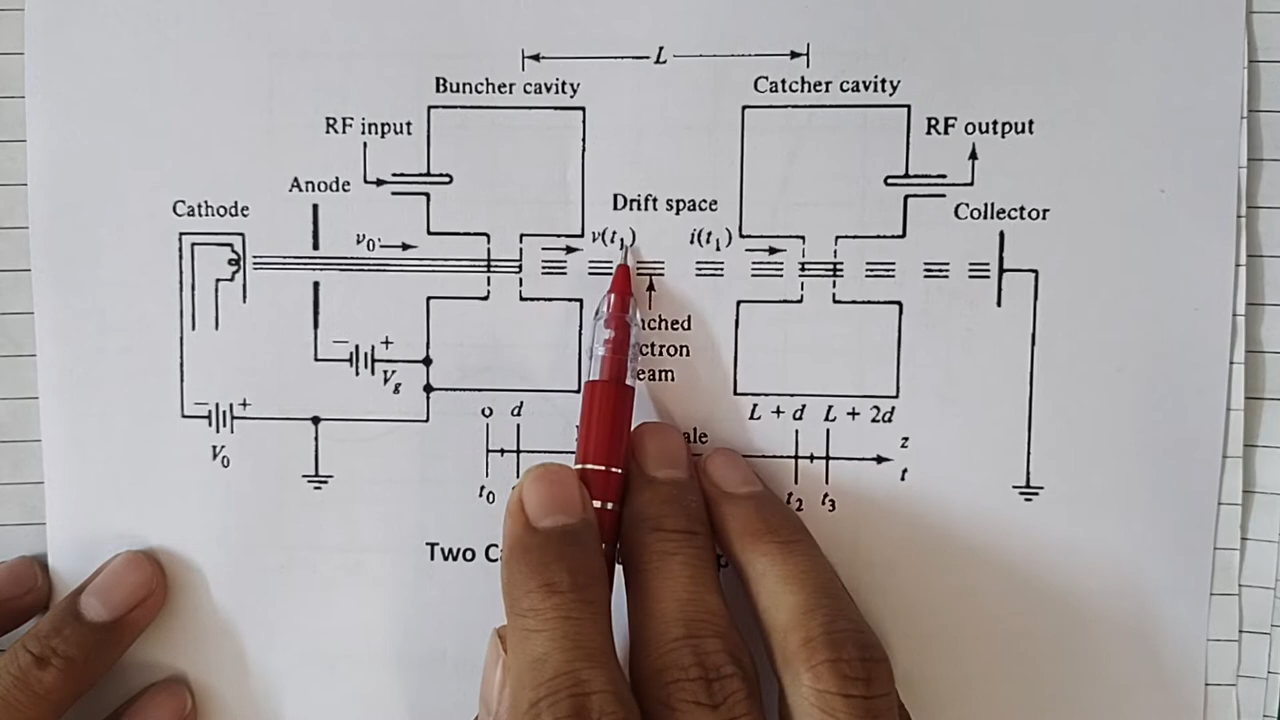 L
Buncher cavity
Catcher cavity
RF input
RF output
Anode
Drift space
Cathode
Collector
v0
v(t1)
i(t1)
− +
Vg
− +
V0
o d
L + d L + 2d
z
t
t0
t2 t3
Two